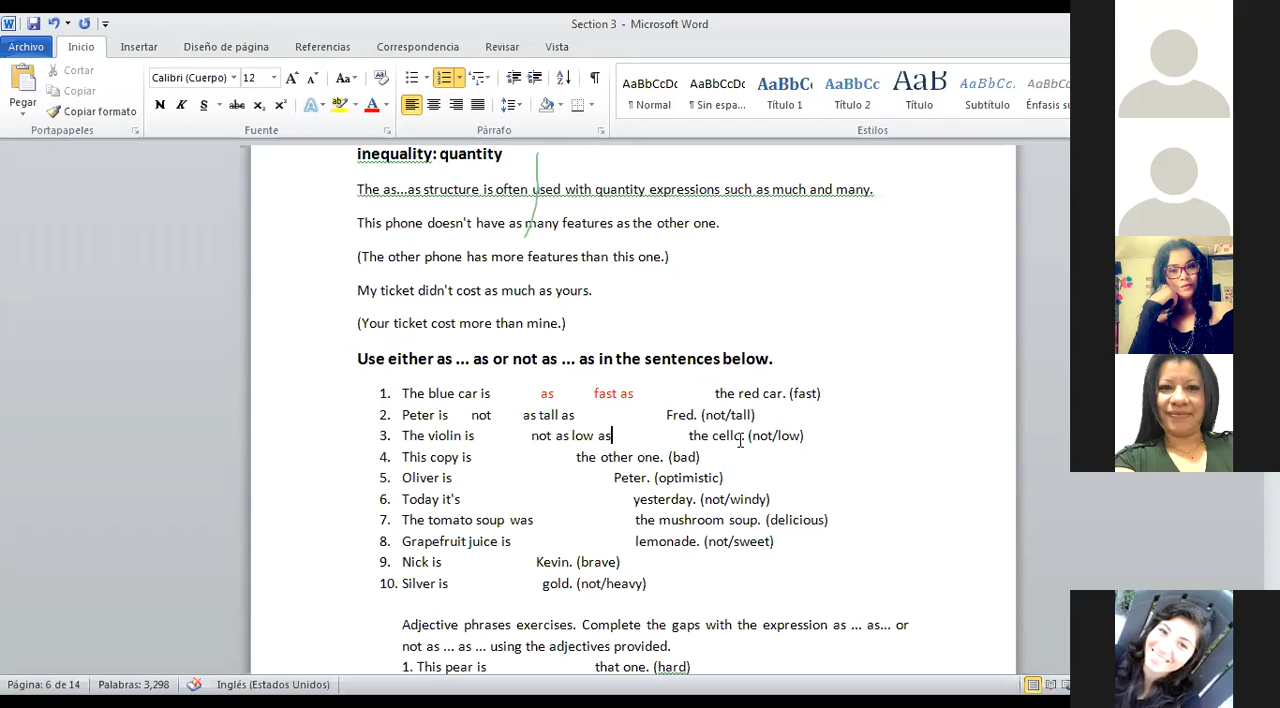 Section 3 - Microsoft Word
Archivo Inicio Insertar Diseño de página Referencias Correspondencia Revisar Vista
Pegar
Cortar
Copiar
Copiar formato
Portapapeles
Calibri (Cuerpo) 12
Fuente
Párrafo
AaBbCcDc AaBbCcDc AaBbC AaBbCc AaB AaBbCc AaBbCcDc
¶ Normal ¶ Sin espa... Título 1 Título 2 Título Subtítulo Énfasis su
Estilos
inequality: quantity
The as...as structure is often used with quantity expressions such as much and many.
This phone doesn't have as many features as the other one.
(The other phone has more features than this one.)
My ticket didn't cost as much as yours.
(Your ticket cost more than mine.)
Use either as ... as or not as ... as in the sentences below.
1. The blue car is as fast as the red car. (fast)
2. Peter is not as tall as Fred. (not/tall)
3. The violin is not as low as the cello. (not/low)
4. This copy is the other one. (bad)
5. Oliver is Peter. (optimistic)
6. Today it's yesterday. (not/windy)
7. The tomato soup was the mushroom soup. (delicious)
8. Grapefruit juice is lemonade. (not/sweet)
9. Nick is Kevin. (brave)
10. Silver is gold. (not/heavy)
Adjective phrases exercises. Complete the gaps with the expression as ... as... or
not as ... as ... using the adjectives provided.
1. This pear is that one. (hard)
Página: 6 de 14 Palabras: 3,298 Inglés (Estados Unidos)